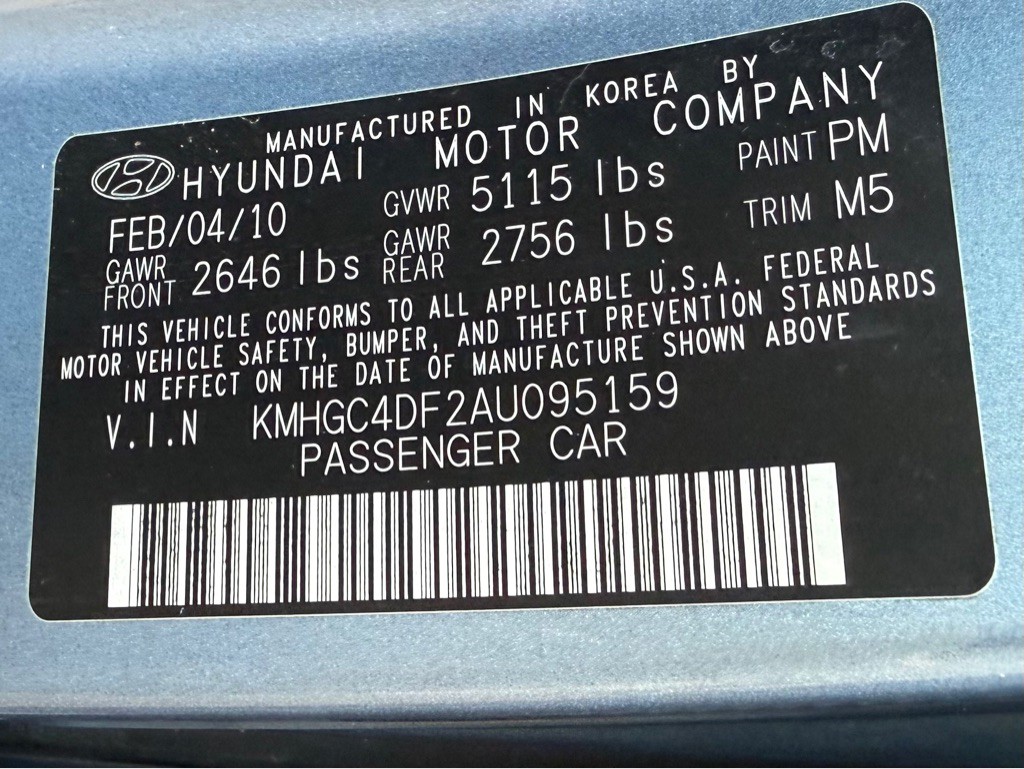 MANUFACTURED IN KOREA BY
HYUNDAI MOTOR COMPANY
FEB/04/10 GVWR 5115 lbs PAINT PM
GAWR FRONT 2646 lbs GAWR REAR 2756 lbs TRIM M5
THIS VEHICLE CONFORMS TO ALL APPLICABLE U.S.A. FEDERAL
MOTOR VEHICLE SAFETY, BUMPER, AND THEFT PREVENTION STANDARDS
IN EFFECT ON THE DATE OF MANUFACTURE SHOWN ABOVE
V.I.N KMHGC4DF2AU095159
PASSENGER CAR